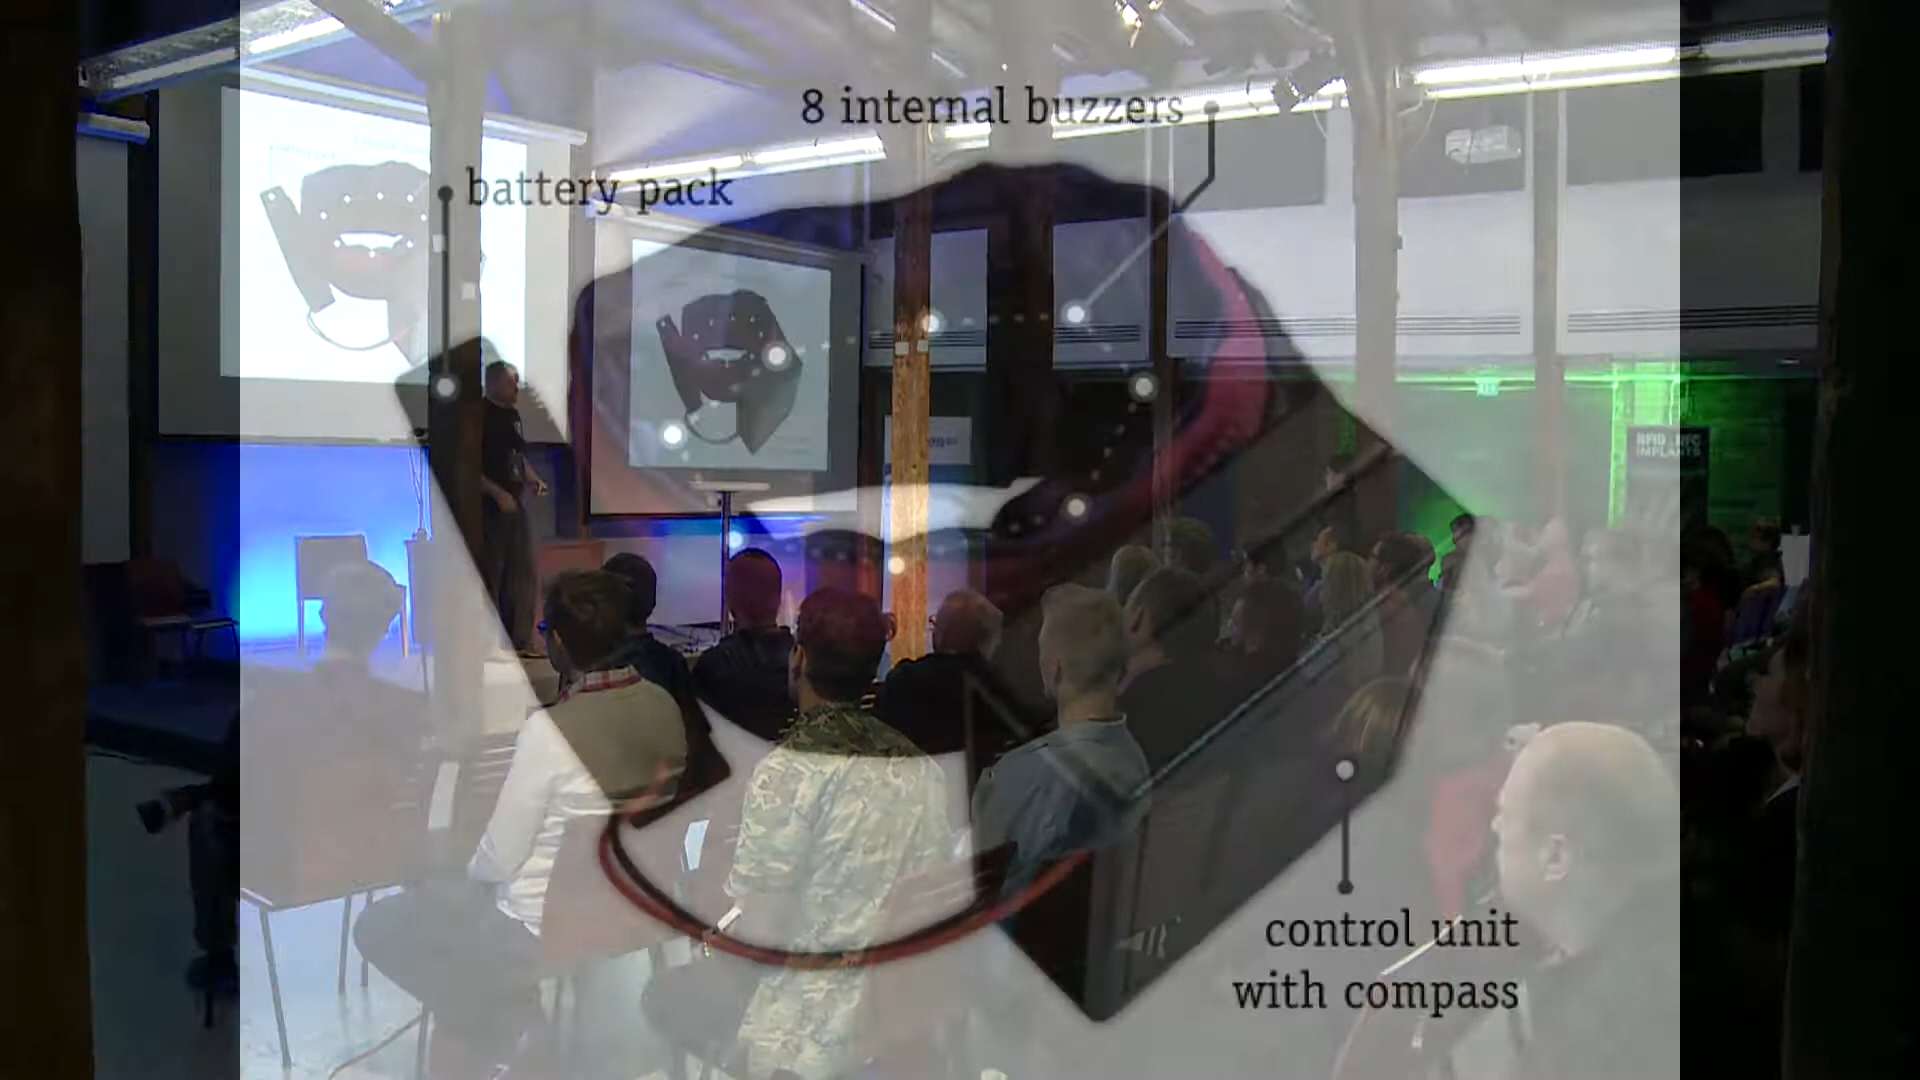 8 internal buzzers
battery pack
RFID NFC
IMPLANTS
control unit
with compass